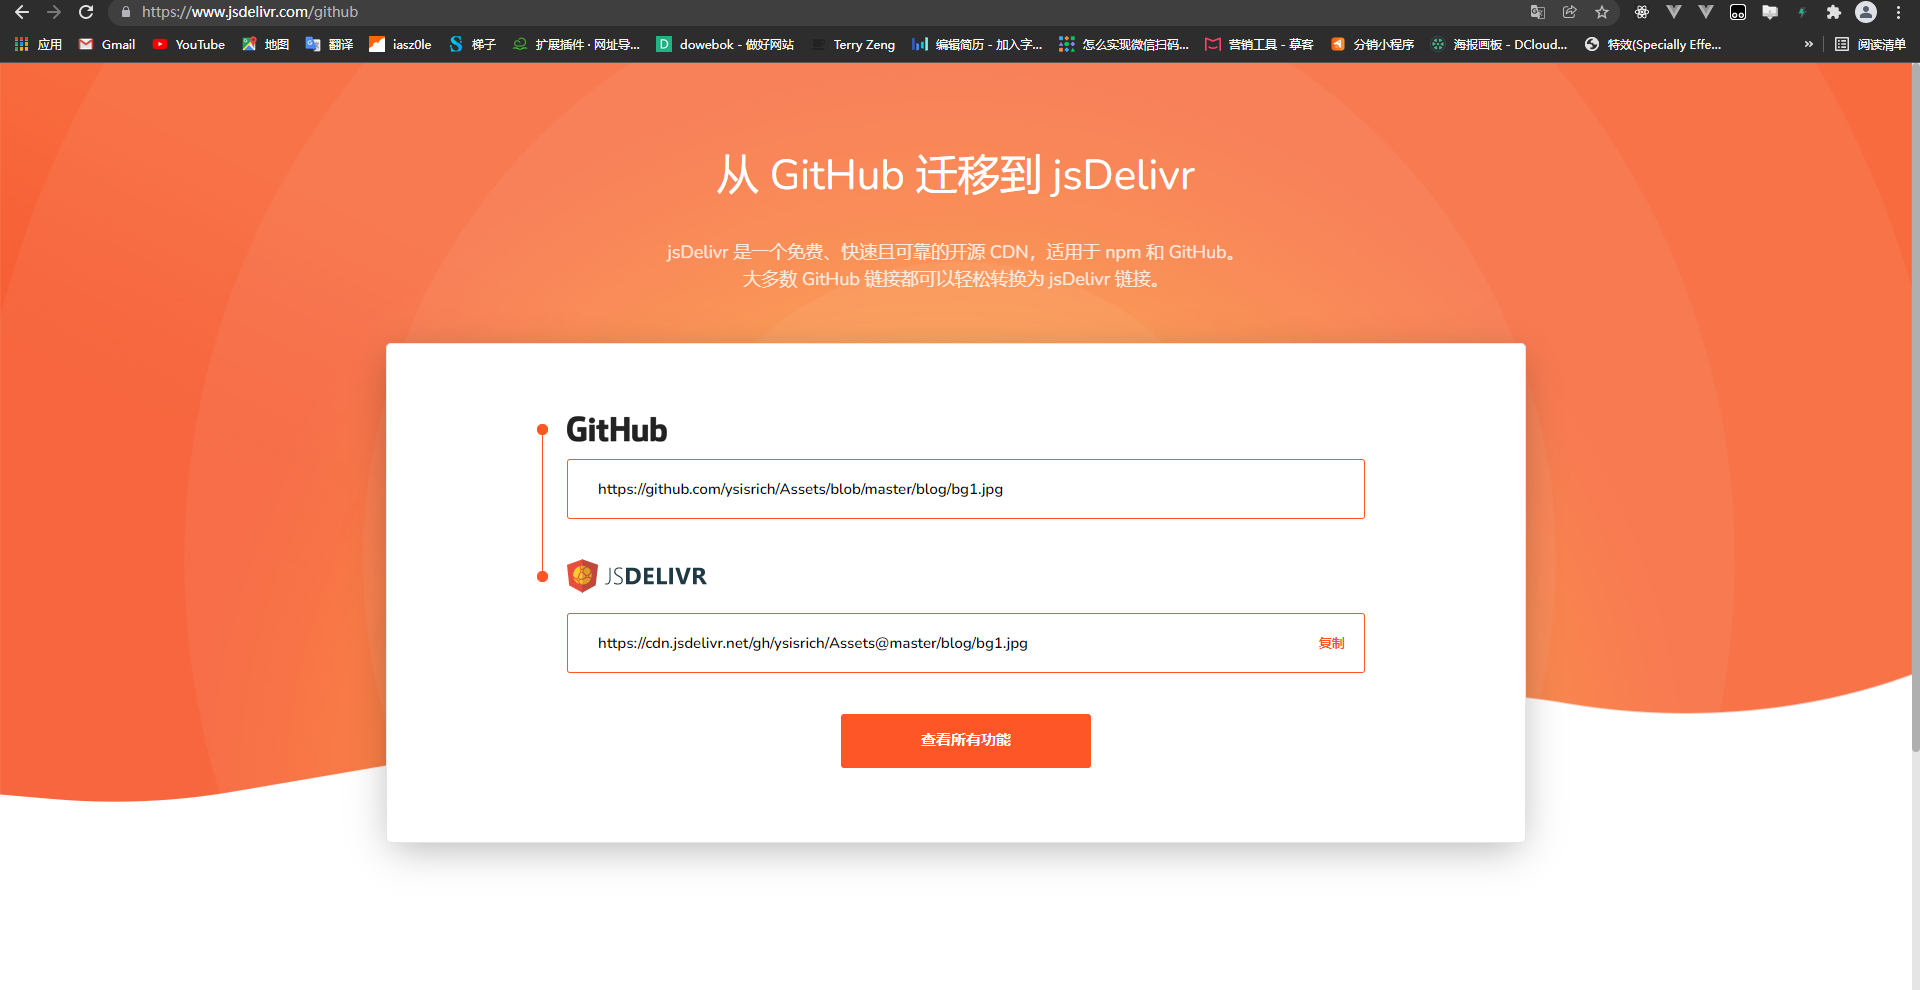 https://www.jsdelivr.com/github
应用 Gmail YouTube 地图 翻译 iasz0le 梯子 扩展插件 · 网址导... dowebok - 做好网站 Terry Zeng 编辑简历 - 加入字... 怎么实现微信扫码... 营销工具 - 草客 分销小程序 海报画板 - DCloud... 特效(Specially Effe... » 阅读清单
从 GitHub 迁移到 jsDelivr
jsDelivr 是一个免费、快速且可靠的开源 CDN，适用于 npm 和 GitHub。
大多数 GitHub 链接都可以轻松转换为 jsDelivr 链接。
GitHub
https://github.com/ysisrich/Assets/blob/master/blog/bg1.jpg
JSDELIVR
https://cdn.jsdelivr.net/gh/ysisrich/Assets@master/blog/bg1.jpg 复制
查看所有功能